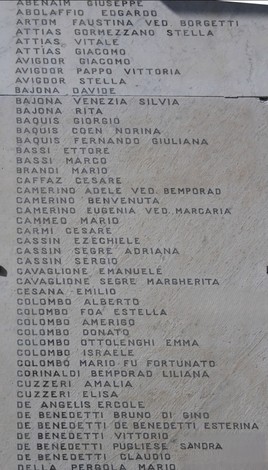 ABENAIM GIUSEPPE
ABOLAFFIO EDGARDO
ARTOM FAUSTINA VED. BORGETTI
ATTIAS GORMEZZANO STELLA
ATTIAS VITALE
ATTIAS GIACOMO
AVIGDOR GIACOMO
AVIGDOR PAPPO VITTORIA
AVIGDOR STELLA
BAJONA DAVIDE
BAJONA VENEZIA SILVIA
BAJONA RITA
BAQUIS GIORGIO
BAQUIS COEN NORINA
BAQUIS FERNANDO GIULIANA
BASSI ETTORE
BASSI MARCO
BRANDI MARIO
CAFFAZ CESARE
CAMERINO ADELE VED. BEMPORAD
CAMERINO BENVENUTA
CAMERINO EUGENIA VED. MARCARIA
CAMMEO MARIO
CARMI CESARE
CASSIN EZECHIELE
CASSIN SEGRE ADRIANA
CASSIN SERGIO
CAVAGLIONE EMANUELE
CAVAGLIONE SEGRE MARGHERITA
CESANA EMILIO
COLOMBO ALBERTO
COLOMBO FOA ESTELLA
COLOMBO AMERIGO
COLOMBO DONATO
COLOMBO OTTOLENGHI EMMA
COLOMBO ISRAELE
COLOMBO MARIO FU FORTUNATO
CORINALDI BEMPORAD LILIANA
CUZZERI AMALIA
CUZZERI ELISA
DE ANGELIS ERCOLE
DE BENEDETTI BRUNO DI GINO
DE BENEDETTI DE BENEDETTI ESTERINA
DE BENEDETTI VITTORIO
DE BENEDETTI PUGLIESE SANDRA
DE BENEDETTI CLAUDIO
DELLA PERGOLA MARIO